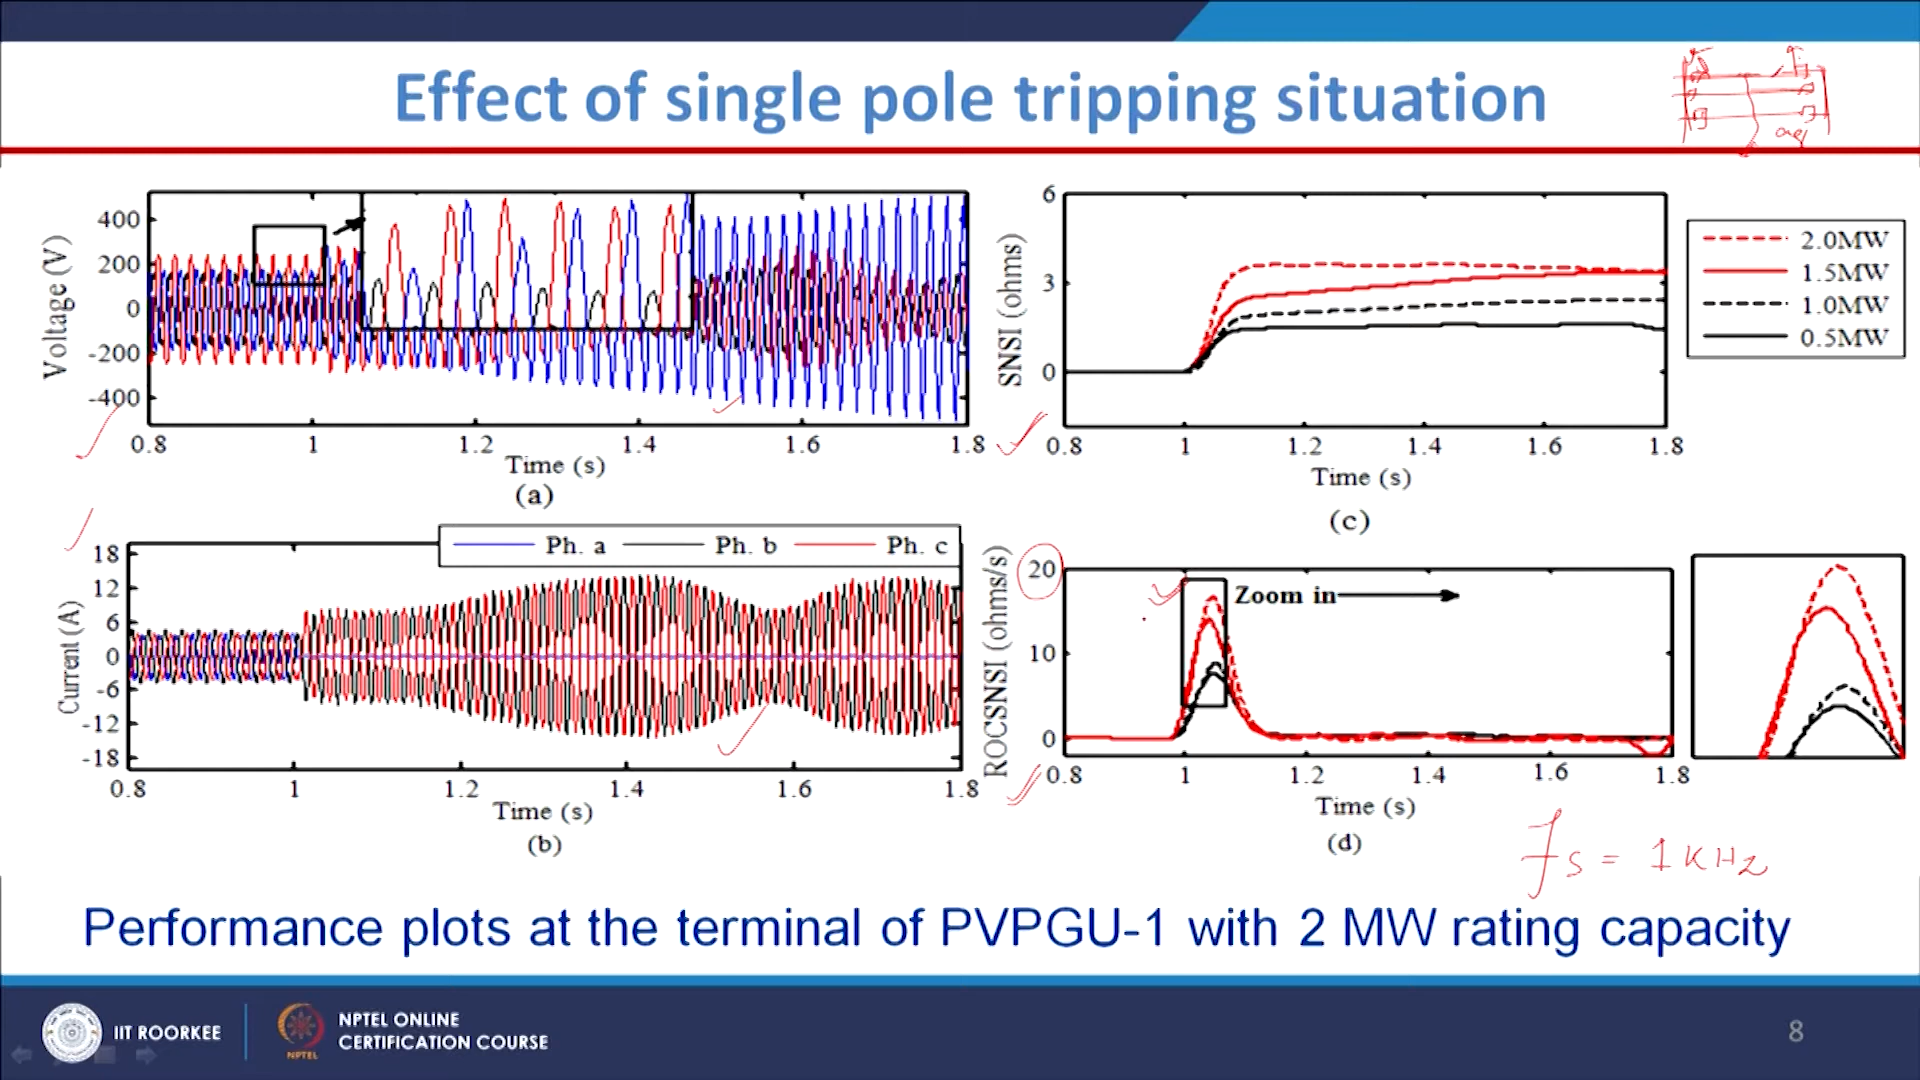 Effect of single pole tripping situation
Voltage (V)
400
200
0
-200
-400
0.8 1 1.2 1.4 1.6 1.8
Time (s)
(a)
SNSI (ohms)
6
3
0
0.8 1 1.2 1.4 1.6 1.8
Time (s)
(c)
2.0MW
1.5MW
1.0MW
0.5MW
Current (A)
18
12
6
0
-6
-12
-18
Ph. a Ph. b Ph. c
0.8 1 1.2 1.4 1.6 1.8
Time (s)
(b)
ROCSNSI (ohms/s)
20
10
0
Zoom in
0.8 1 1.2 1.4 1.6 1.8
Time (s)
(d)
fs = 1KHz
Performance plots at the terminal of PVPGU-1 with 2 MW rating capacity
IIT ROORKEE
NPTEL
NPTEL ONLINE
CERTIFICATION COURSE
8